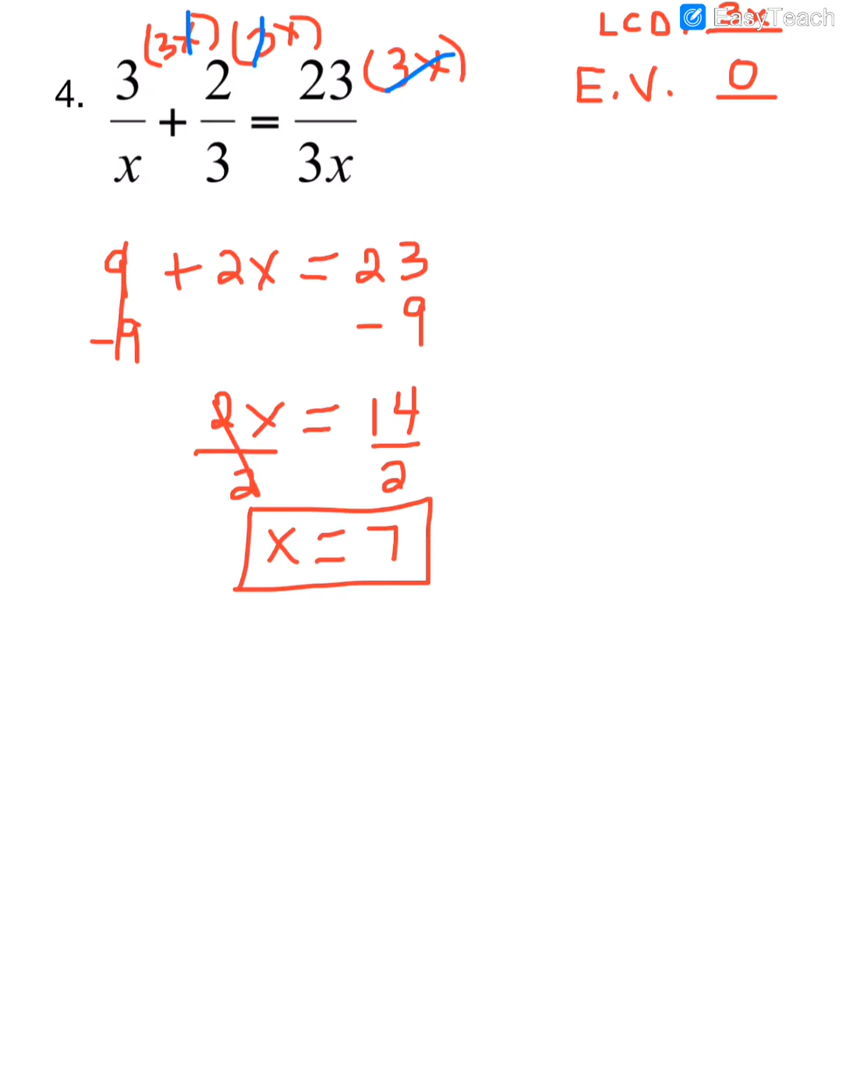 LCD: 3x
EasyTeach
E.V. 0
4. 3/x (3x) + 2/3 (3x) = 23/3x (3x)
9 + 2x = 23
-9 -9
2x/2 = 14/2
x = 7